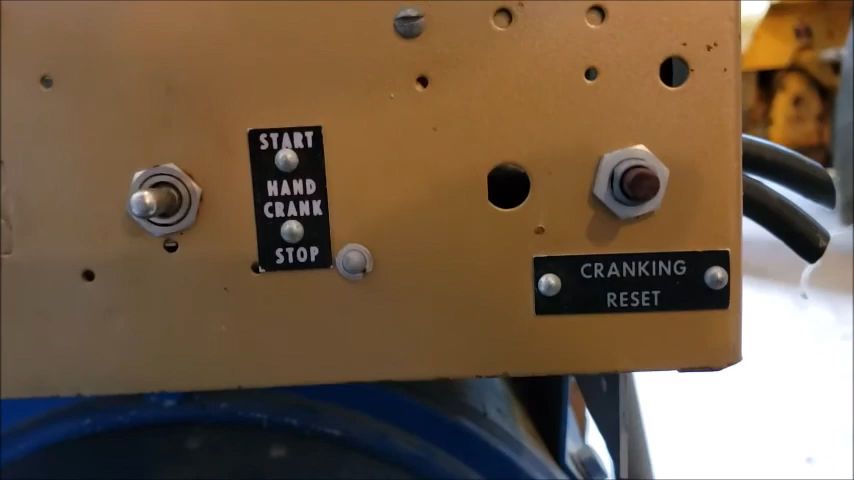 START
HAND
CRANK
STOP
CRANKING
RESET